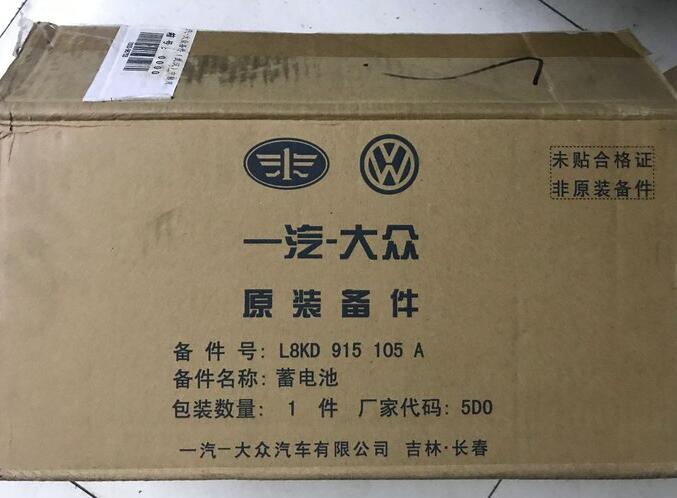 箱号: 0000
未贴合格证
非原装备件
一汽-大众
原装备件
备件号: L8KD 915 105 A
备件名称: 蓄电池
包装数量: 1 件 厂家代码: 5D0
一汽一大众汽车有限公司 吉林·长春